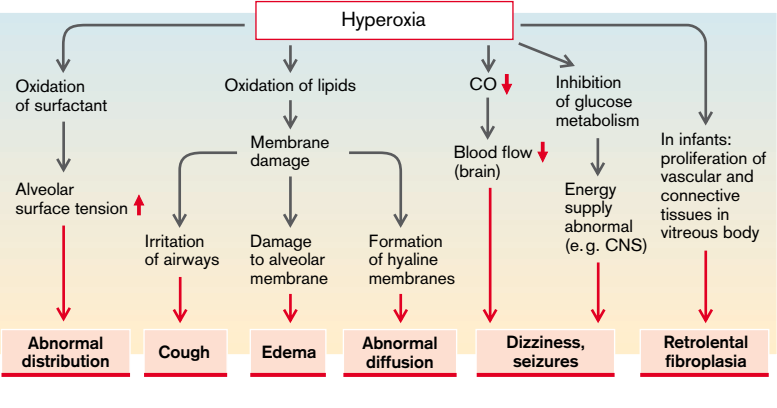 Hyperoxia
Oxidation
of surfactant
Alveolar
surface tension
Abnormal
distribution
Oxidation of lipids
Membrane
damage
Irritation
of airways
Cough
Damage
to alveolar
membrane
Edema
Formation
of hyaline
membranes
Abnormal
diffusion
CO
Blood flow
(brain)
Inhibition
of glucose
metabolism
Energy
supply
abnormal
(e.g. CNS)
Dizziness,
seizures
In infants:
proliferation of
vascular and
connective
tissues in
vitreous body
Retrolental
fibroplasia